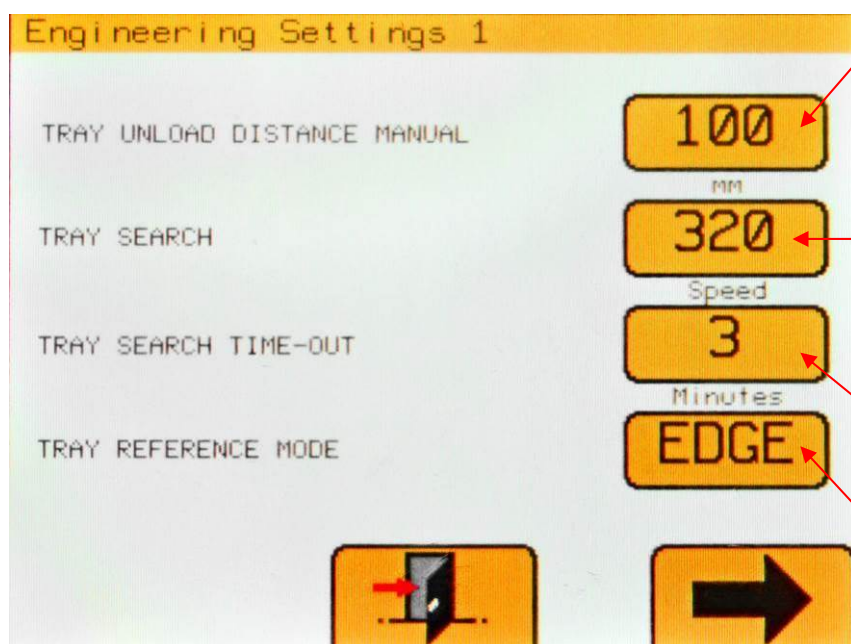 Engineering Settings 1
TRAY UNLOAD DISTANCE MANUAL
100
MM
TRAY SEARCH
320
Speed
TRAY SEARCH TIME-OUT
3
Minutes
TRAY REFERENCE MODE
EDGE